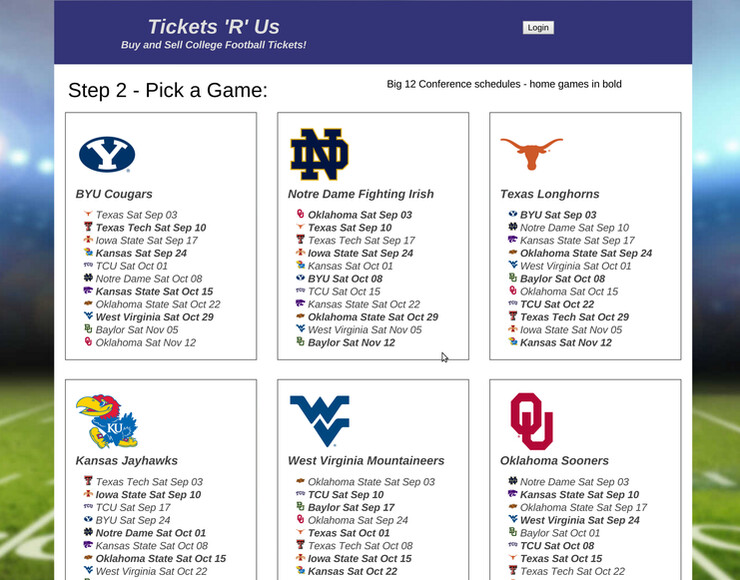 Tickets 'R' Us
Buy and Sell College Football Tickets!
Login
Step 2 - Pick a Game:
Big 12 Conference schedules - home games in bold
BYU Cougars
Texas Sat Sep 03
Texas Tech Sat Sep 10
Iowa State Sat Sep 17
Kansas Sat Sep 24
TCU Sat Oct 01
Notre Dame Sat Oct 08
Kansas State Sat Oct 15
Oklahoma State Sat Oct 22
West Virginia Sat Oct 29
Baylor Sat Nov 05
Oklahoma Sat Nov 12
Notre Dame Fighting Irish
Oklahoma Sat Sep 03
Texas Sat Sep 10
Texas Tech Sat Sep 17
Iowa State Sat Sep 24
Kansas Sat Oct 01
BYU Sat Oct 08
TCU Sat Oct 15
Kansas State Sat Oct 22
Oklahoma State Sat Oct 29
West Virginia Sat Nov 05
Baylor Sat Nov 12
Texas Longhorns
BYU Sat Sep 03
Notre Dame Sat Sep 10
Kansas State Sat Sep 17
Oklahoma State Sat Sep 24
West Virginia Sat Oct 01
Baylor Sat Oct 08
Oklahoma Sat Oct 15
TCU Sat Oct 22
Texas Tech Sat Oct 29
Iowa State Sat Nov 05
Kansas Sat Nov 12
KU
Kansas Jayhawks
Texas Tech Sat Sep 03
Iowa State Sat Sep 10
TCU Sat Sep 17
BYU Sat Sep 24
Notre Dame Sat Oct 01
Kansas State Sat Oct 08
Oklahoma State Sat Oct 15
West Virginia Sat Oct 22
WV
West Virginia Mountaineers
Oklahoma State Sat Sep 03
TCU Sat Sep 10
Baylor Sat Sep 17
Oklahoma Sat Sep 24
Texas Sat Oct 01
Texas Tech Sat Oct 08
Iowa State Sat Oct 15
Kansas Sat Oct 22
OU
Oklahoma Sooners
Notre Dame Sat Sep 03
Kansas State Sat Sep 10
Oklahoma State Sat Sep 17
West Virginia Sat Sep 24
Baylor Sat Oct 01
TCU Sat Oct 08
Texas Sat Oct 15
Texas Tech Sat Oct 22